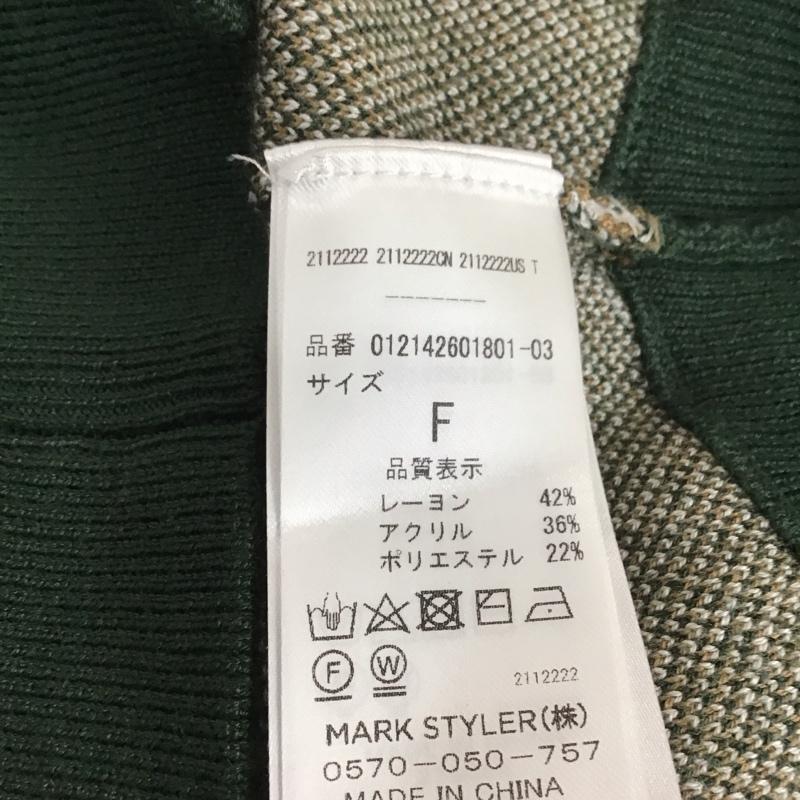 2112222 2112222CN 2112222US T
-------
品番 012142601801-03
サイズ
F
品質表示
レーヨン 42%
アクリル 36%
ポリエステル 22%
F W
2112222
MARK STYLER(株)
0570-050-757
MADE IN CHINA